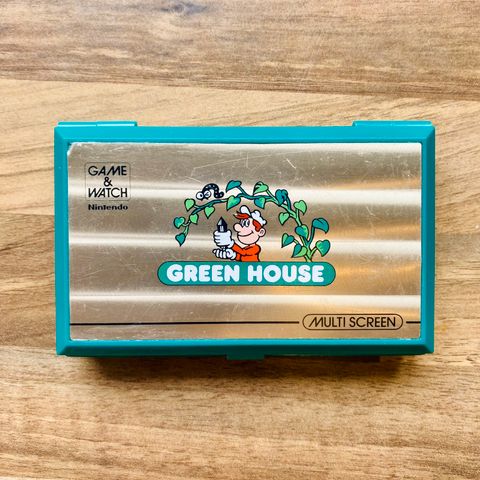 GAME
&
WATCH
Nintendo
GREEN HOUSE
MULTI SCREEN